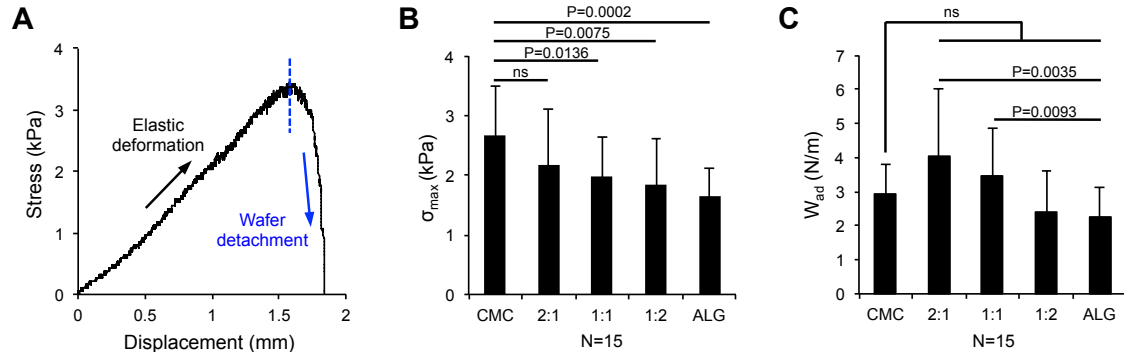 A
Stress (kPa)
4
3
2
1
0
Elastic
deformation
Wafer
detachment
0
0.5
1
1.5
2
Displacement (mm)
B
P=0.0002
P=0.0075
P=0.0136
ns
σmax (kPa)
4
3
2
1
0
CMC 2:1 1:1 1:2 ALG
N=15
C
ns
P=0.0035
P=0.0093
Wad (N/m)
7
6
5
4
3
2
1
0
CMC 2:1 1:1 1:2 ALG
N=15